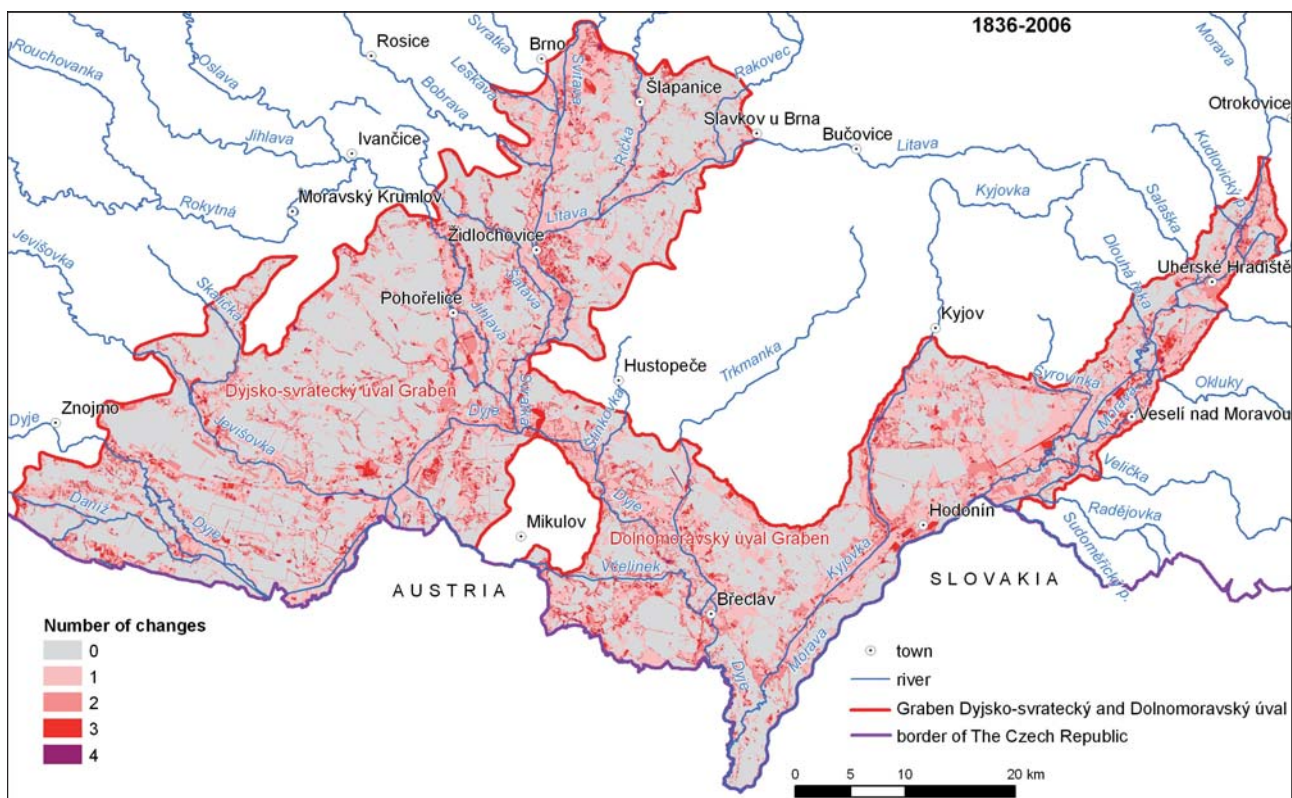 1836-2006
Rosice
Brno
Svratka
Svitava
Rakovec
Morava
Rouchovanka
Oslava
Leskava
Bobrava
Šlapanice
Otrokovice
Jihlava
Ivančice
Říčka
Slavkov u Brna
Bučovice
Litava
Kudlovický p.
Rokytná
Moravský Krumlov
Kyjovka
Salaška
Litava
Židlochovice
Jevišovka
Skalička
Šatava
Dlouhá řeka
Uherské Hradiště
Pohořelice
Jihlava
Kyjov
Hustopeče
Trkmanka
Dyjsko-svratecký úval Graben
Svratka
Syrovinka
Okluky
Znojmo
Dyje
Dyje
Štinkovka
Morava
Veselí nad Moravou
Jevišovka
Velička
Daníž
Dyje
Dyje
Hodonín
Radějovka
Mikulov
Dolnomoravský úval Graben
Sudoměřický p.
Včelínek
Kyjovka
AUSTRIA
SLOVAKIA
Břeclav
Morava
Dyje
Number of changes
0
1
2
3
4
town
river
Graben Dyjsko-svratecký and Dolnomoravský úval
border of The Czech Republic
0 5 10 20 km